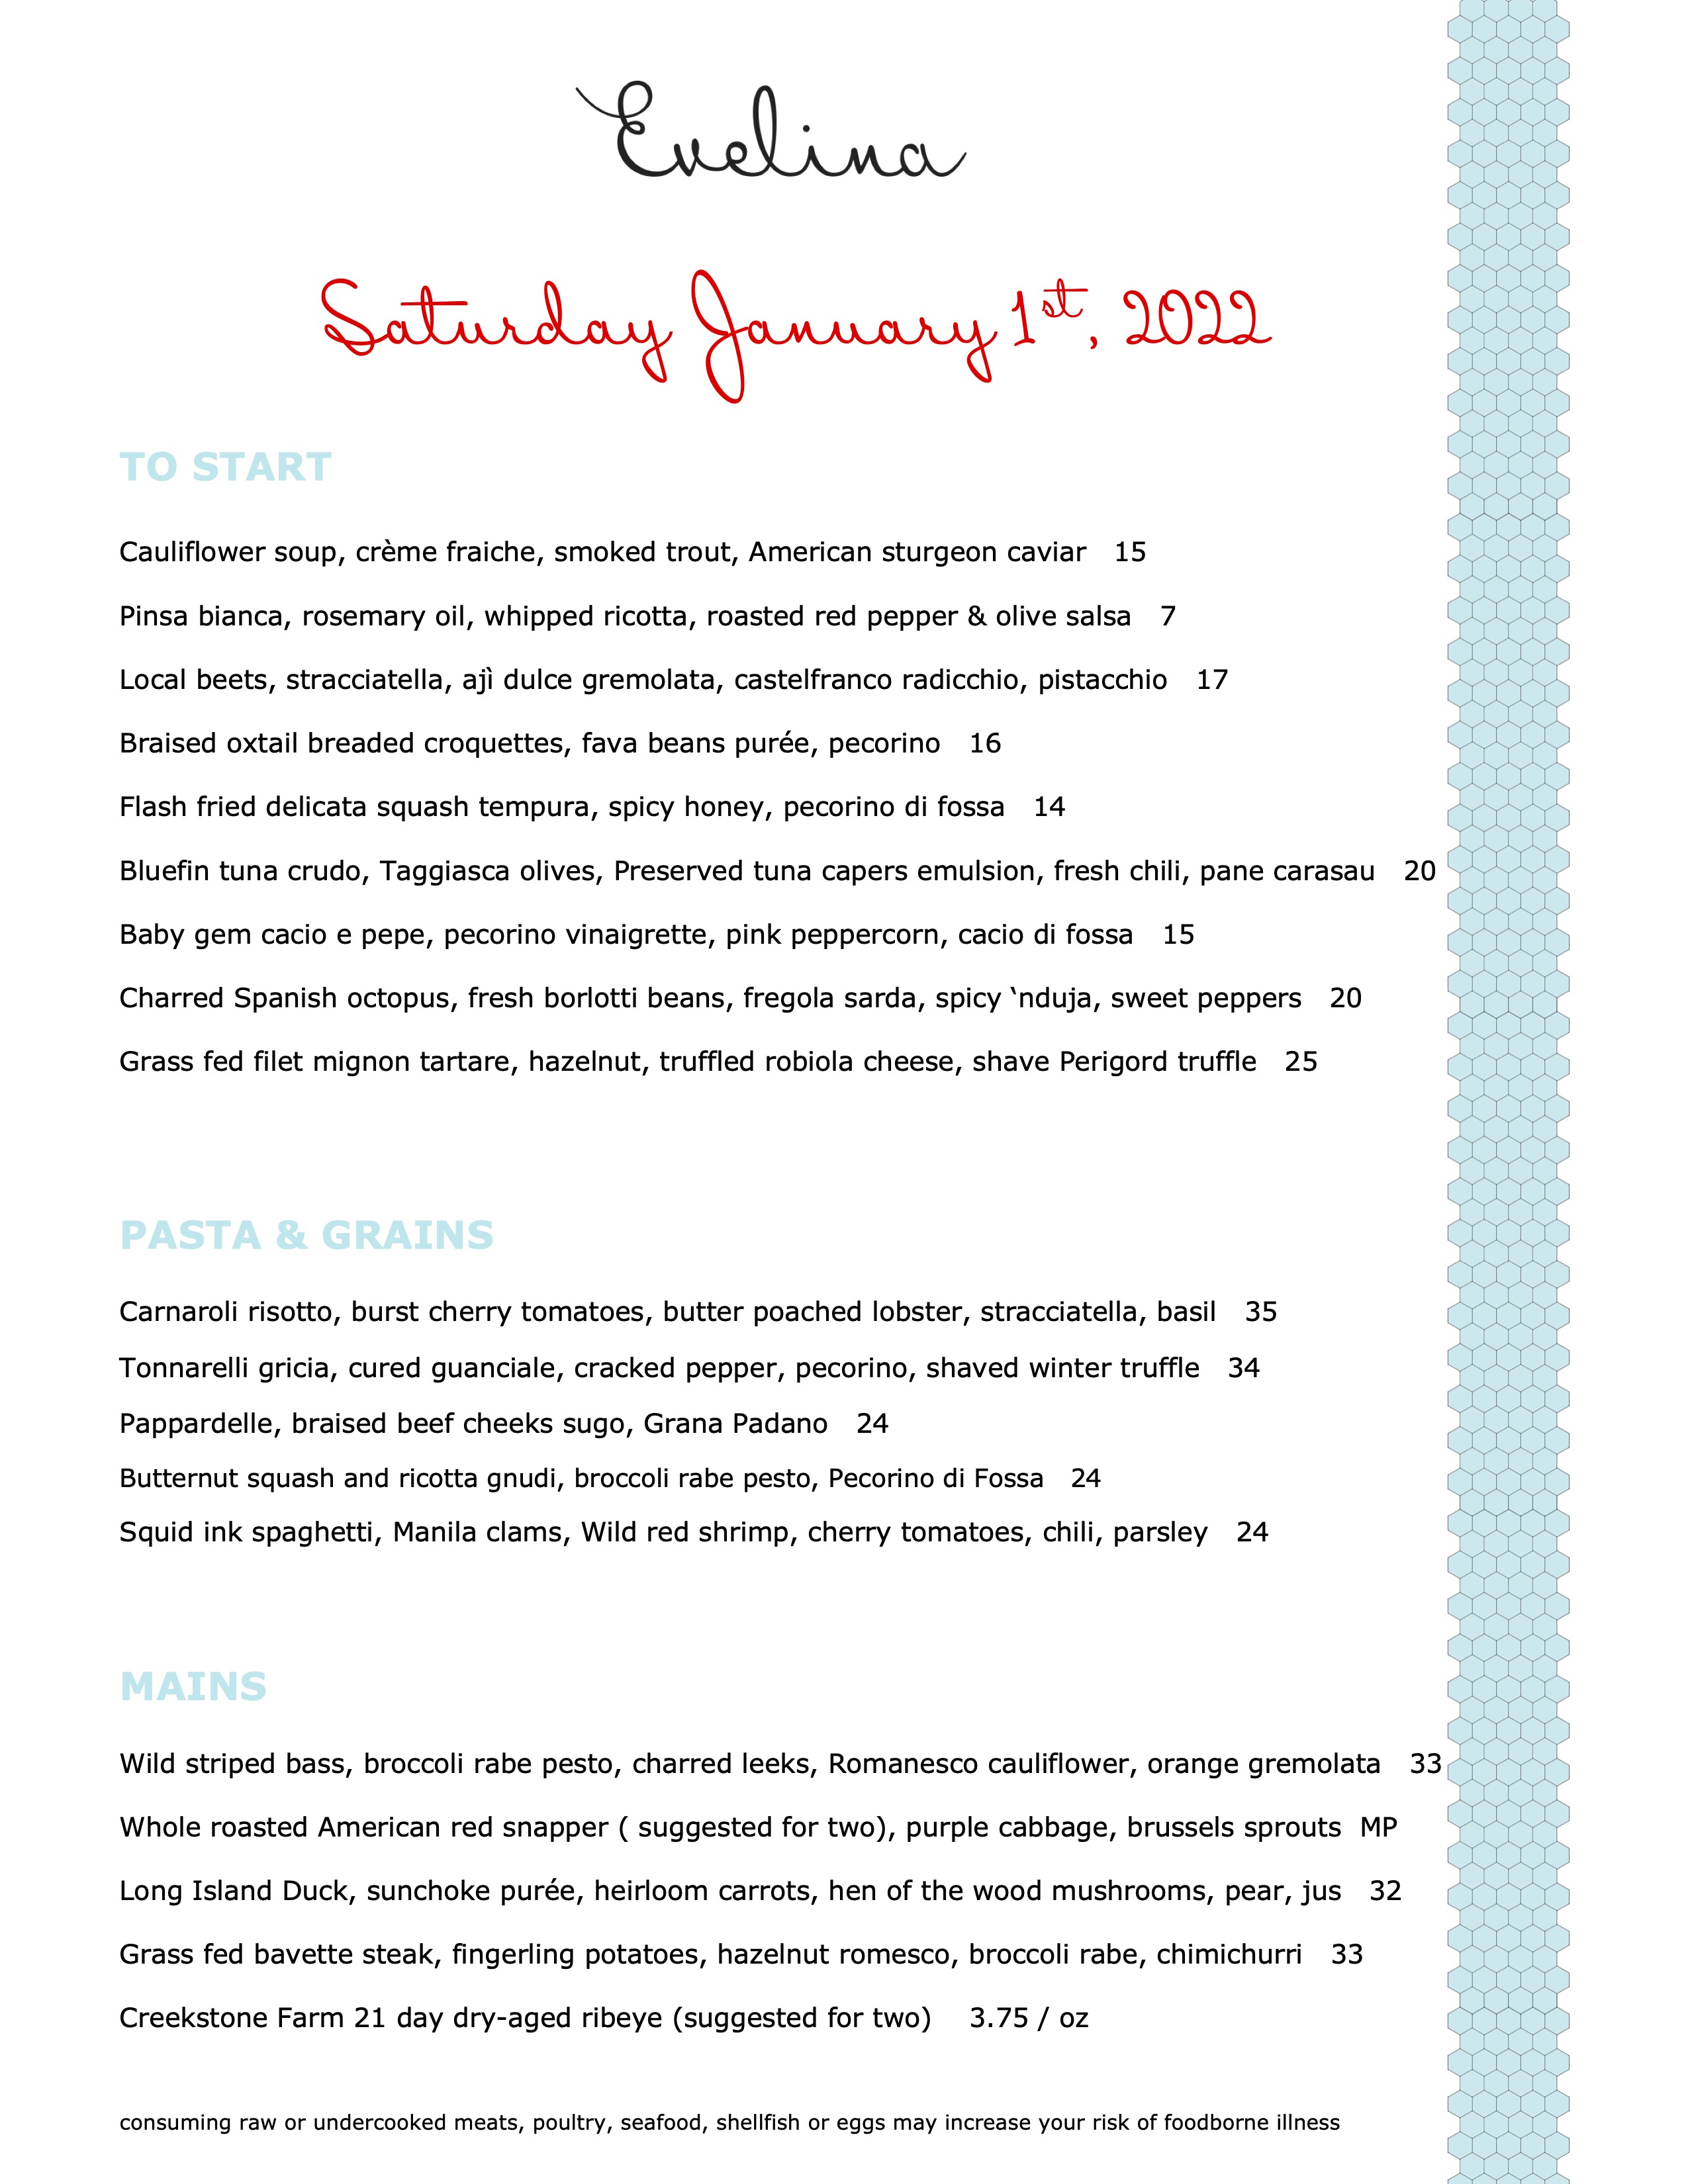 Evelina
Saturday January 1st, 2022
TO START
Cauliflower soup, crème fraiche, smoked trout, American sturgeon caviar 15
Pinsa bianca, rosemary oil, whipped ricotta, roasted red pepper & olive salsa 7
Local beets, stracciatella, ajì dulce gremolata, castelfranco radicchio, pistacchio 17
Braised oxtail breaded croquettes, fava beans purée, pecorino 16
Flash fried delicata squash tempura, spicy honey, pecorino di fossa 14
Bluefin tuna crudo, Taggiasca olives, Preserved tuna capers emulsion, fresh chili, pane carasau 20
Baby gem cacio e pepe, pecorino vinaigrette, pink peppercorn, cacio di fossa 15
Charred Spanish octopus, fresh borlotti beans, fregola sarda, spicy ‘nduja, sweet peppers 20
Grass fed filet mignon tartare, hazelnut, truffled robiola cheese, shave Perigord truffle 25
PASTA & GRAINS
Carnaroli risotto, burst cherry tomatoes, butter poached lobster, stracciatella, basil 35
Tonnarelli gricia, cured guanciale, cracked pepper, pecorino, shaved winter truffle 34
Pappardelle, braised beef cheeks sugo, Grana Padano 24
Butternut squash and ricotta gnudi, broccoli rabe pesto, Pecorino di Fossa 24
Squid ink spaghetti, Manila clams, Wild red shrimp, cherry tomatoes, chili, parsley 24
MAINS
Wild striped bass, broccoli rabe pesto, charred leeks, Romanesco cauliflower, orange gremolata 33
Whole roasted American red snapper ( suggested for two), purple cabbage, brussels sprouts MP
Long Island Duck, sunchoke purée, heirloom carrots, hen of the wood mushrooms, pear, jus 32
Grass fed bavette steak, fingerling potatoes, hazelnut romesco, broccoli rabe, chimichurri 33
Creekstone Farm 21 day dry-aged ribeye (suggested for two) 3.75 / oz
consuming raw or undercooked meats, poultry, seafood, shellfish or eggs may increase your risk of foodborne illness